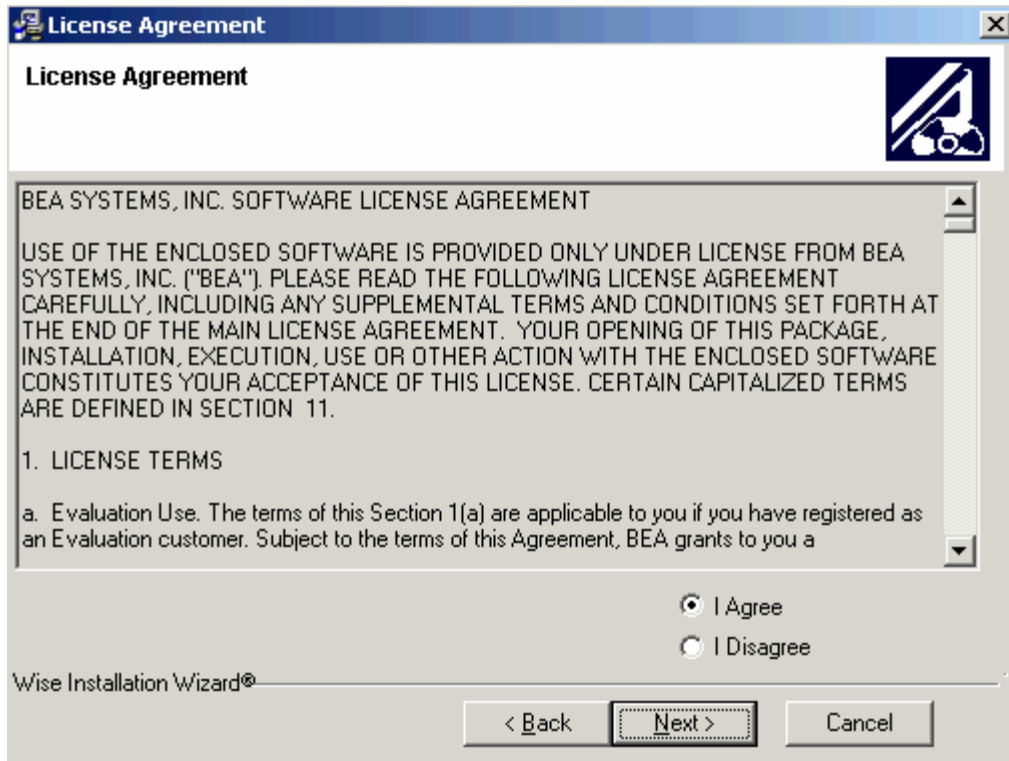 License Agreement
License Agreement
BEA SYSTEMS, INC. SOFTWARE LICENSE AGREEMENT
USE OF THE ENCLOSED SOFTWARE IS PROVIDED ONLY UNDER LICENSE FROM BEA
SYSTEMS, INC. ("BEA"). PLEASE READ THE FOLLOWING LICENSE AGREEMENT
CAREFULLY, INCLUDING ANY SUPPLEMENTAL TERMS AND CONDITIONS SET FORTH AT
THE END OF THE MAIN LICENSE AGREEMENT.  YOUR OPENING OF THIS PACKAGE,
INSTALLATION, EXECUTION, USE OR OTHER ACTION WITH THE ENCLOSED SOFTWARE
CONSTITUTES YOUR ACCEPTANCE OF THIS LICENSE. CERTAIN CAPITALIZED TERMS
ARE DEFINED IN SECTION  11.
1.  LICENSE TERMS
a.  Evaluation Use. The terms of this Section 1(a) are applicable to you if you have registered as
an Evaluation customer. Subject to the terms of this Agreement, BEA grants to you a
I Agree
I Disagree
Wise Installation Wizard®
< Back
Next >
Cancel